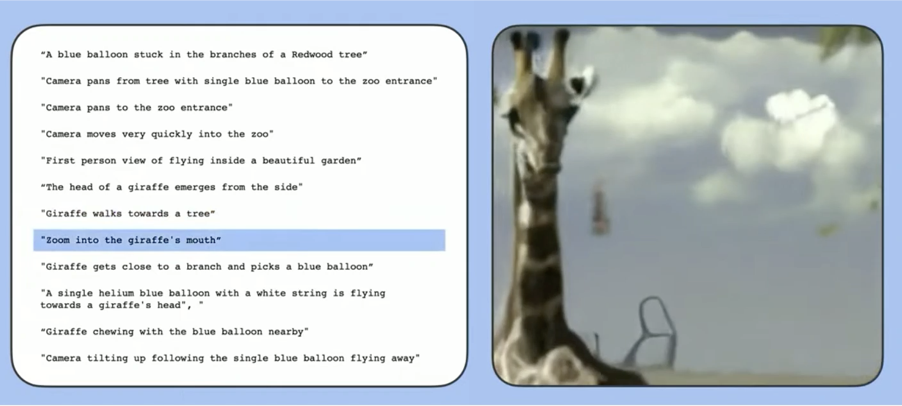 “A blue balloon stuck in the branches of a Redwood tree”
"Camera pans from tree with single blue balloon to the zoo entrance"
"Camera pans to the zoo entrance"
"Camera moves very quickly into the zoo"
"First person view of flying inside a beautiful garden”
“The head of a giraffe emerges from the side"
"Giraffe walks towards a tree”
"Zoom into the giraffe's mouth”
"Giraffe gets close to a branch and picks a blue balloon”
"A single helium blue balloon with a white string is flying
towards a giraffe's head", "
“Giraffe chewing with the blue balloon nearby"
"Camera tilting up following the single blue balloon flying away"